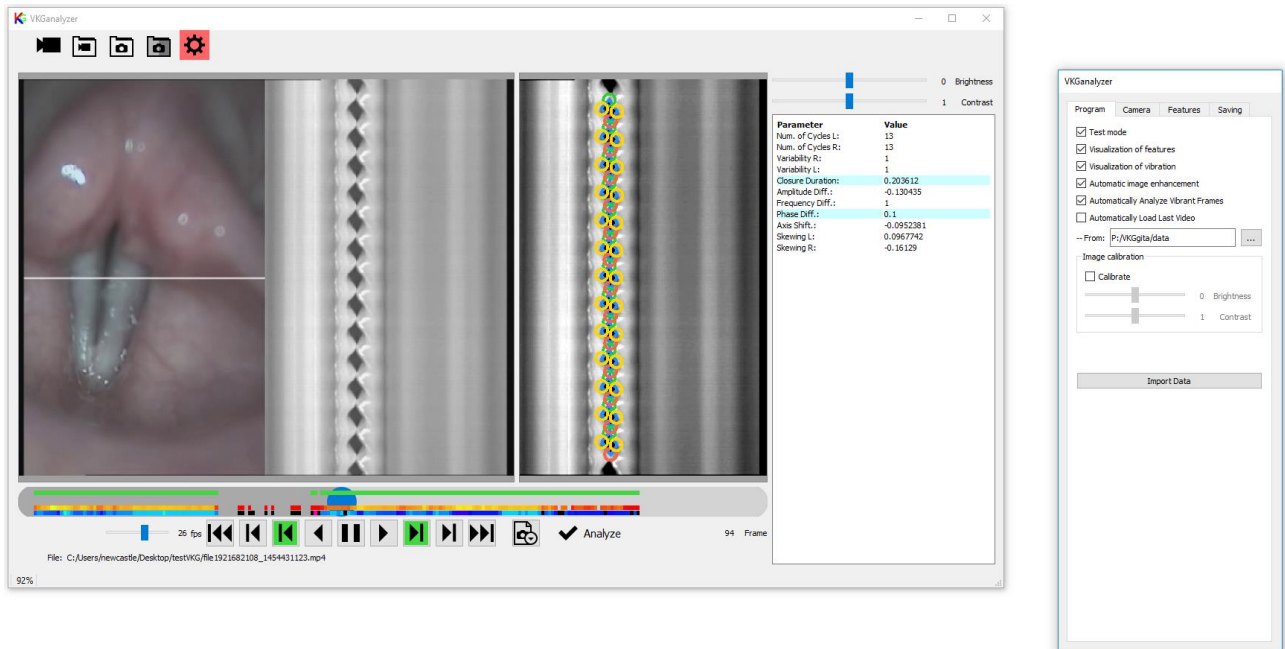 VKGanalyzer
0 Brightness
1 Contrast
Parameter Value
Num. of Cycles L: 13
Num. of Cycles R: 13
Variability R: 1
Variability L: 1
Closure Duration: 0.203612
Amplitude Diff.: -0.130435
Frequency Diff.: 1
Phase Diff.: 0.1
Axis Shift.: -0.0952381
Skewing L: 0.0967742
Skewing R: -0.16129
26 fps
Analyze
94 Frame
File: C:/Users/newcastle/Desktop/testVKG/file1921682108_1454431123.mp4
92%
VKGanalyzer
Program Camera Features Saving
Test mode
Visualization of features
Visualization of vibration
Automatic image enhancement
Automatically Analyze Vibrant Frames
Automatically Load Last Video
-- From: P:/VKGgita/data ...
Image calibration
Calibrate
0 Brightness
1 Contrast
Import Data